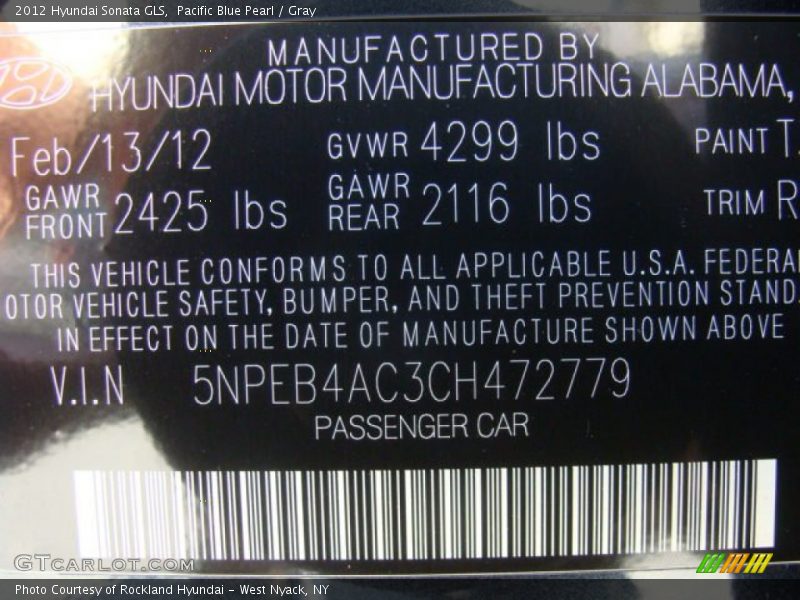 2012 Hyundai Sonata GLS,  Pacific Blue Pearl / Gray
MANUFACTURED BY
HYUNDAI MOTOR MANUFACTURING ALABAMA,
Feb/13/12 GVWR 4299 lbs PAINT T
GAWR FRONT 2425 lbs GAWR REAR 2116 lbs TRIM R
THIS VEHICLE CONFORMS TO ALL APPLICABLE U.S.A. FEDERA
OTOR VEHICLE SAFETY, BUMPER, AND THEFT PREVENTION STAND
IN EFFECT ON THE DATE OF MANUFACTURE SHOWN ABOVE
V.I.N 5NPEB4AC3CH472779
PASSENGER CAR
GTCARLOT.COM
Photo Courtesy of Rockland Hyundai - West Nyack, NY